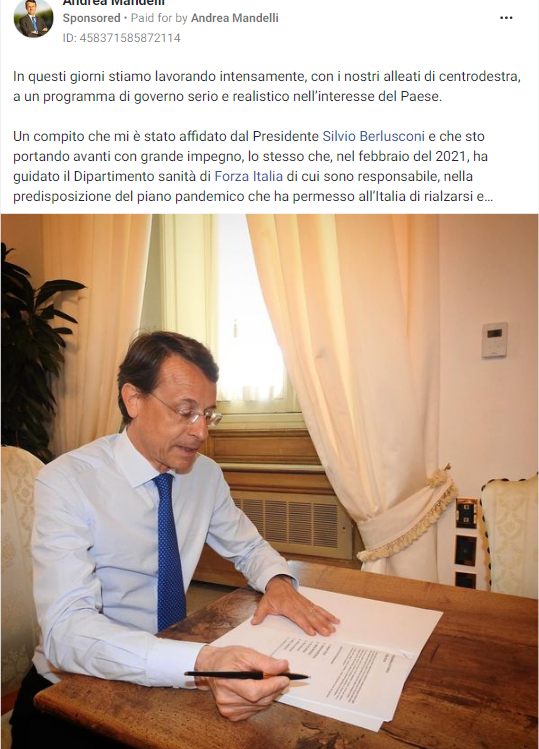 Andrea Mandelli
Sponsored • Paid for by Andrea Mandelli
ID: 458371585872114
In questi giorni stiamo lavorando intensamente, con i nostri alleati di centrodestra,
a un programma di governo serio e realistico nell'interesse del Paese.
Un compito che mi è stato affidato dal Presidente Silvio Berlusconi e che sto
portando avanti con grande impegno, lo stesso che, nel febbraio del 2021, ha
guidato il Dipartimento sanità di Forza Italia di cui sono responsabile, nella
predisposizione del piano pandemico che ha permesso all'Italia di rialzarsi e…